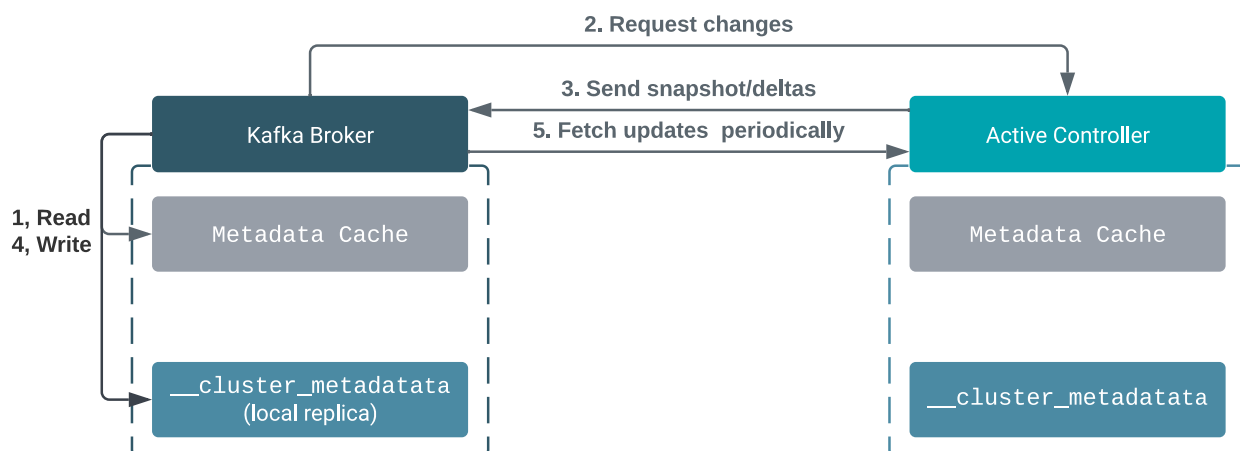 2. Request changes
3. Send snapshot/deltas
Kafka Broker
5. Fetch updates periodically
Active Controller
1, Read
4, Write
Metadata Cache
Metadata Cache
__cluster_metadatata
(local replica)
__cluster_metadatata